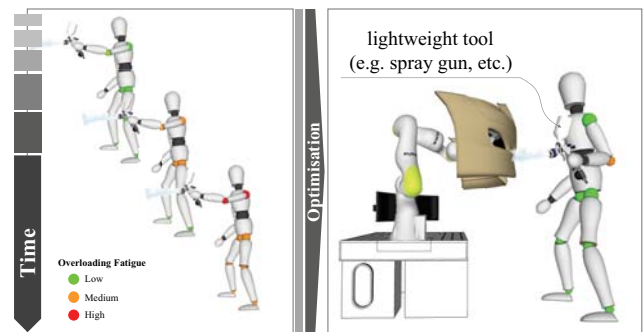 Time
Overloading Fatigue
Low
Medium
High
Optimisation
lightweight tool
(e.g. spray gun, etc.)